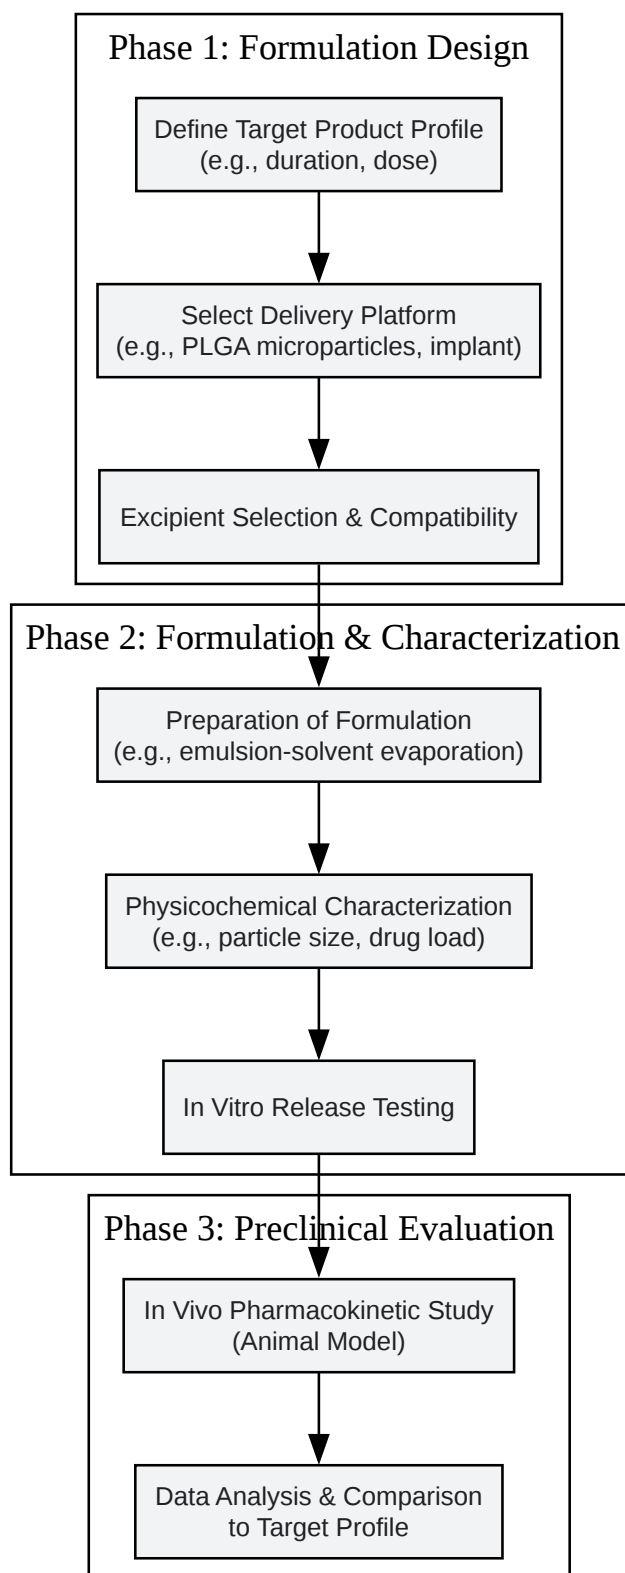 Phase 1: Formulation Design
Define Target Product Profile
(e.g., duration, dose)
Select Delivery Platform
(e.g., PLGA microparticles, implant)
Excipient Selection & Compatibility
Phase 2: Formulation & Characterization
Preparation of Formulation
(e.g., emulsion-solvent evaporation)
Physicochemical Characterization
(e.g., particle size, drug load)
In Vitro Release Testing
Phase 3: Preclinical Evaluation
In Vivo Pharmacokinetic Study
(Animal Model)
Data Analysis & Comparison
to Target Profile